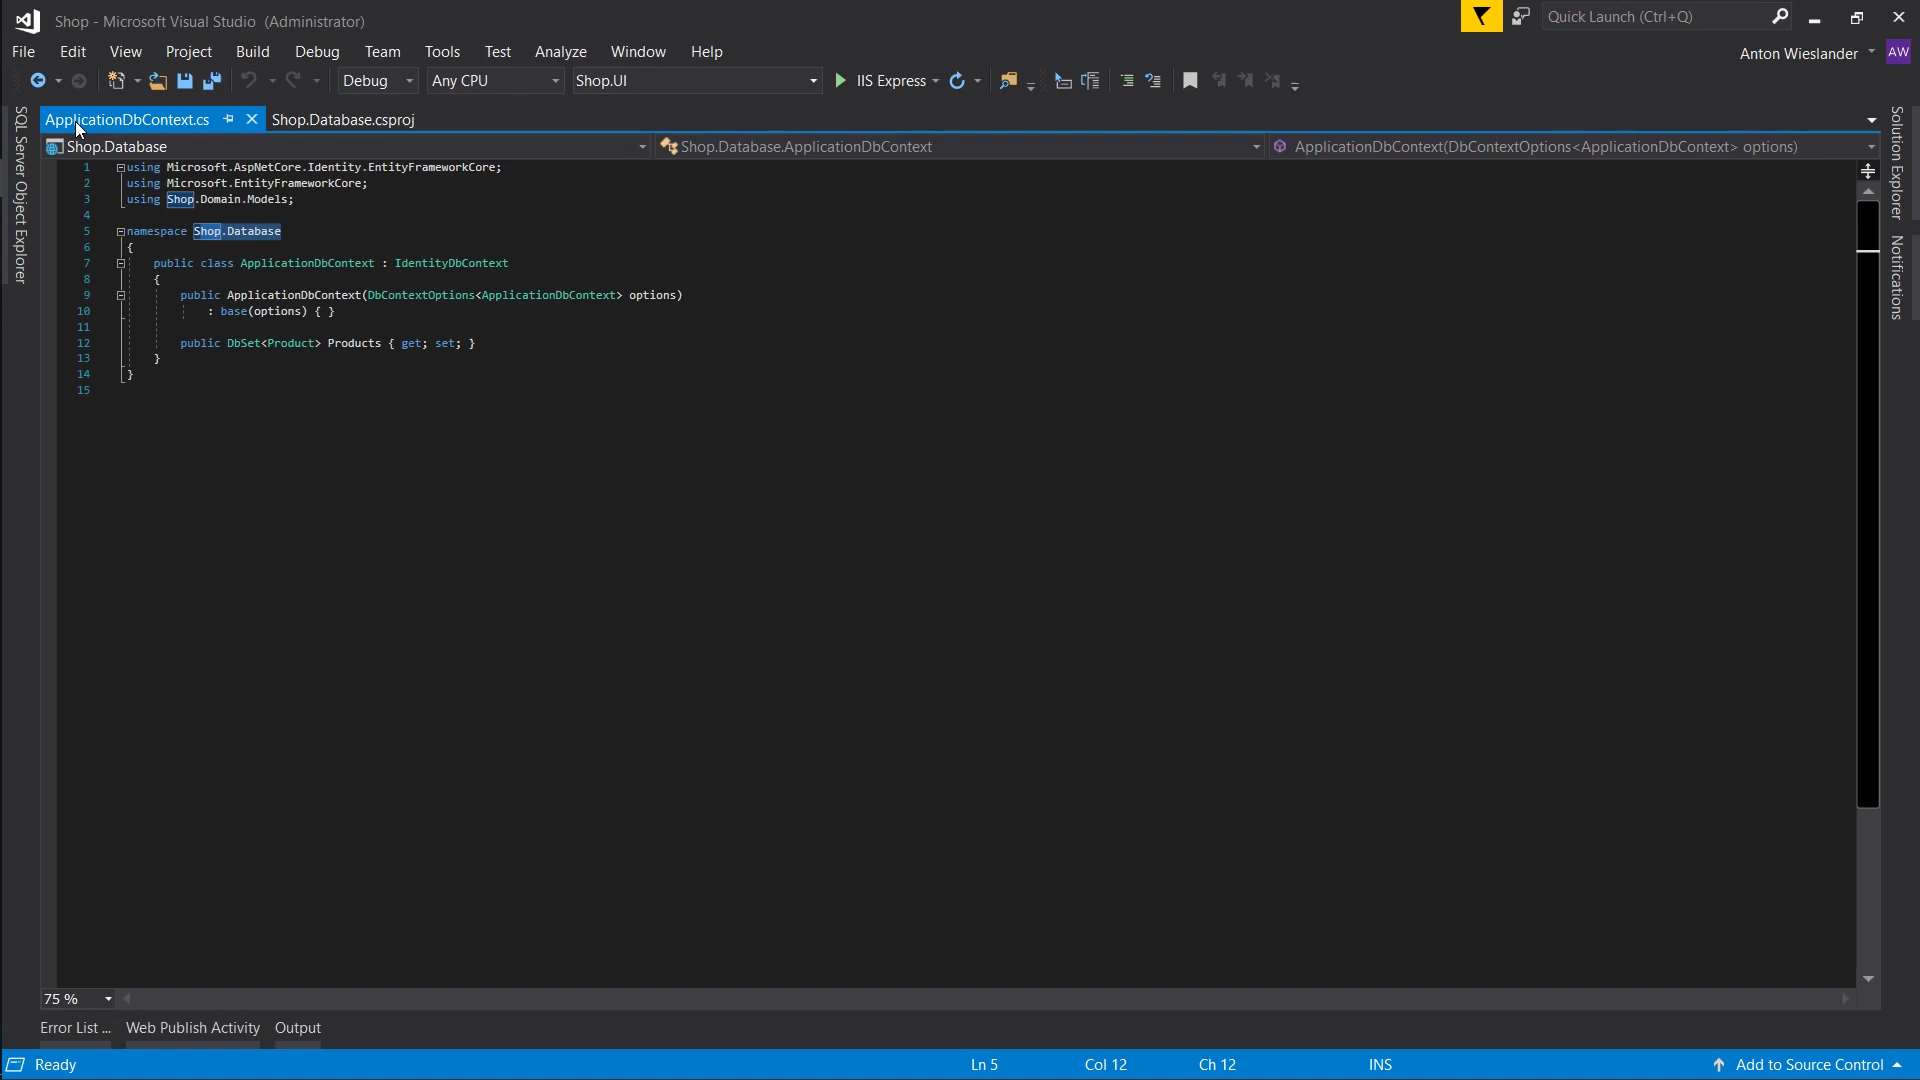 Shop - Microsoft Visual Studio (Administrator)
Quick Launch (Ctrl+Q)
File Edit View Project Build Debug Team Tools Test Analyze Window Help
Anton Wieslander AW
Debug Any CPU Shop.UI IIS Express
SQL Server Object Explorer
ApplicationDbContext.cs Shop.Database.csproj
Shop.Database Shop.Database.ApplicationDbContext ApplicationDbContext(DbContextOptions<ApplicationDbContext> options)
1 using Microsoft.AspNetCore.Identity.EntityFrameworkCore;
2 using Microsoft.EntityFrameworkCore;
3 using Shop.Domain.Models;
4
5 namespace Shop.Database
6 {
7 public class ApplicationDbContext : IdentityDbContext
8 {
9 public ApplicationDbContext(DbContextOptions<ApplicationDbContext> options)
10 : base(options) { }
11
12 public DbSet<Product> Products { get; set; }
13 }
14 }
15
Solution Explorer
Notifications
75 %
Error List ... Web Publish Activity Output
Ready Ln 5 Col 12 Ch 12 INS Add to Source Control